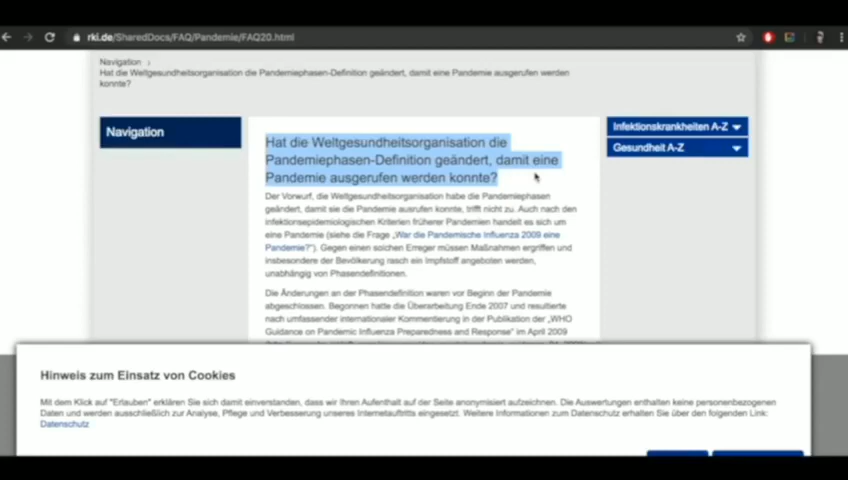 rki.de/SharedDocs/FAQ/Pandemie/FAQ20.html
Navigation ›
Hat die Weltgesundheitsorganisation die Pandemiephasen-Definition geändert, damit eine Pandemie ausgerufen werden
konnte?
Navigation
Hat die Weltgesundheitsorganisation die
Pandemiephasen-Definition geändert, damit eine
Pandemie ausgerufen werden konnte?
Der Vorwurf, die Weltgesundheitsorganisation habe die Pandemiephasen
geändert, damit sie die Pandemie ausrufen konnte, trifft nicht zu. Auch nach den
infektionsepidemiologischen Kriterien früherer Pandemien handelt es sich um
eine Pandemie (siehe die Frage „War die Pandemische Influenza 2009 eine
Pandemie?"). Gegen einen solchen Erreger müssen Maßnahmen ergriffen und
insbesondere der Bevölkerung rasch ein Impfstoff angeboten werden,
unabhängig von Phasendefinitionen.
Die Änderungen an der Phasendefinition waren vor Beginn der Pandemie
abgeschlossen. Begonnen hatte die Überarbeitung Ende 2007 und resultierte
nach umfassender internationaler Kommentierung in der Publikation der „WHO
Guidance on Pandemic Influenza Preparedness and Response" im April 2009
Infektionskrankheiten A-Z
Gesundheit A-Z
Hinweis zum Einsatz von Cookies
Mit dem Klick auf "Erlauben" erklären Sie sich damit einverstanden, dass wir Ihren Aufenthalt auf der Seite anonymisiert aufzeichnen. Die Auswertungen enthalten keine personenbezogenen
Daten und werden ausschließlich zur Analyse, Pflege und Verbesserung unseres Internetauftritts eingesetzt. Weitere Informationen zum Datenschutz erhalten Sie über den folgenden Link:
Datenschutz